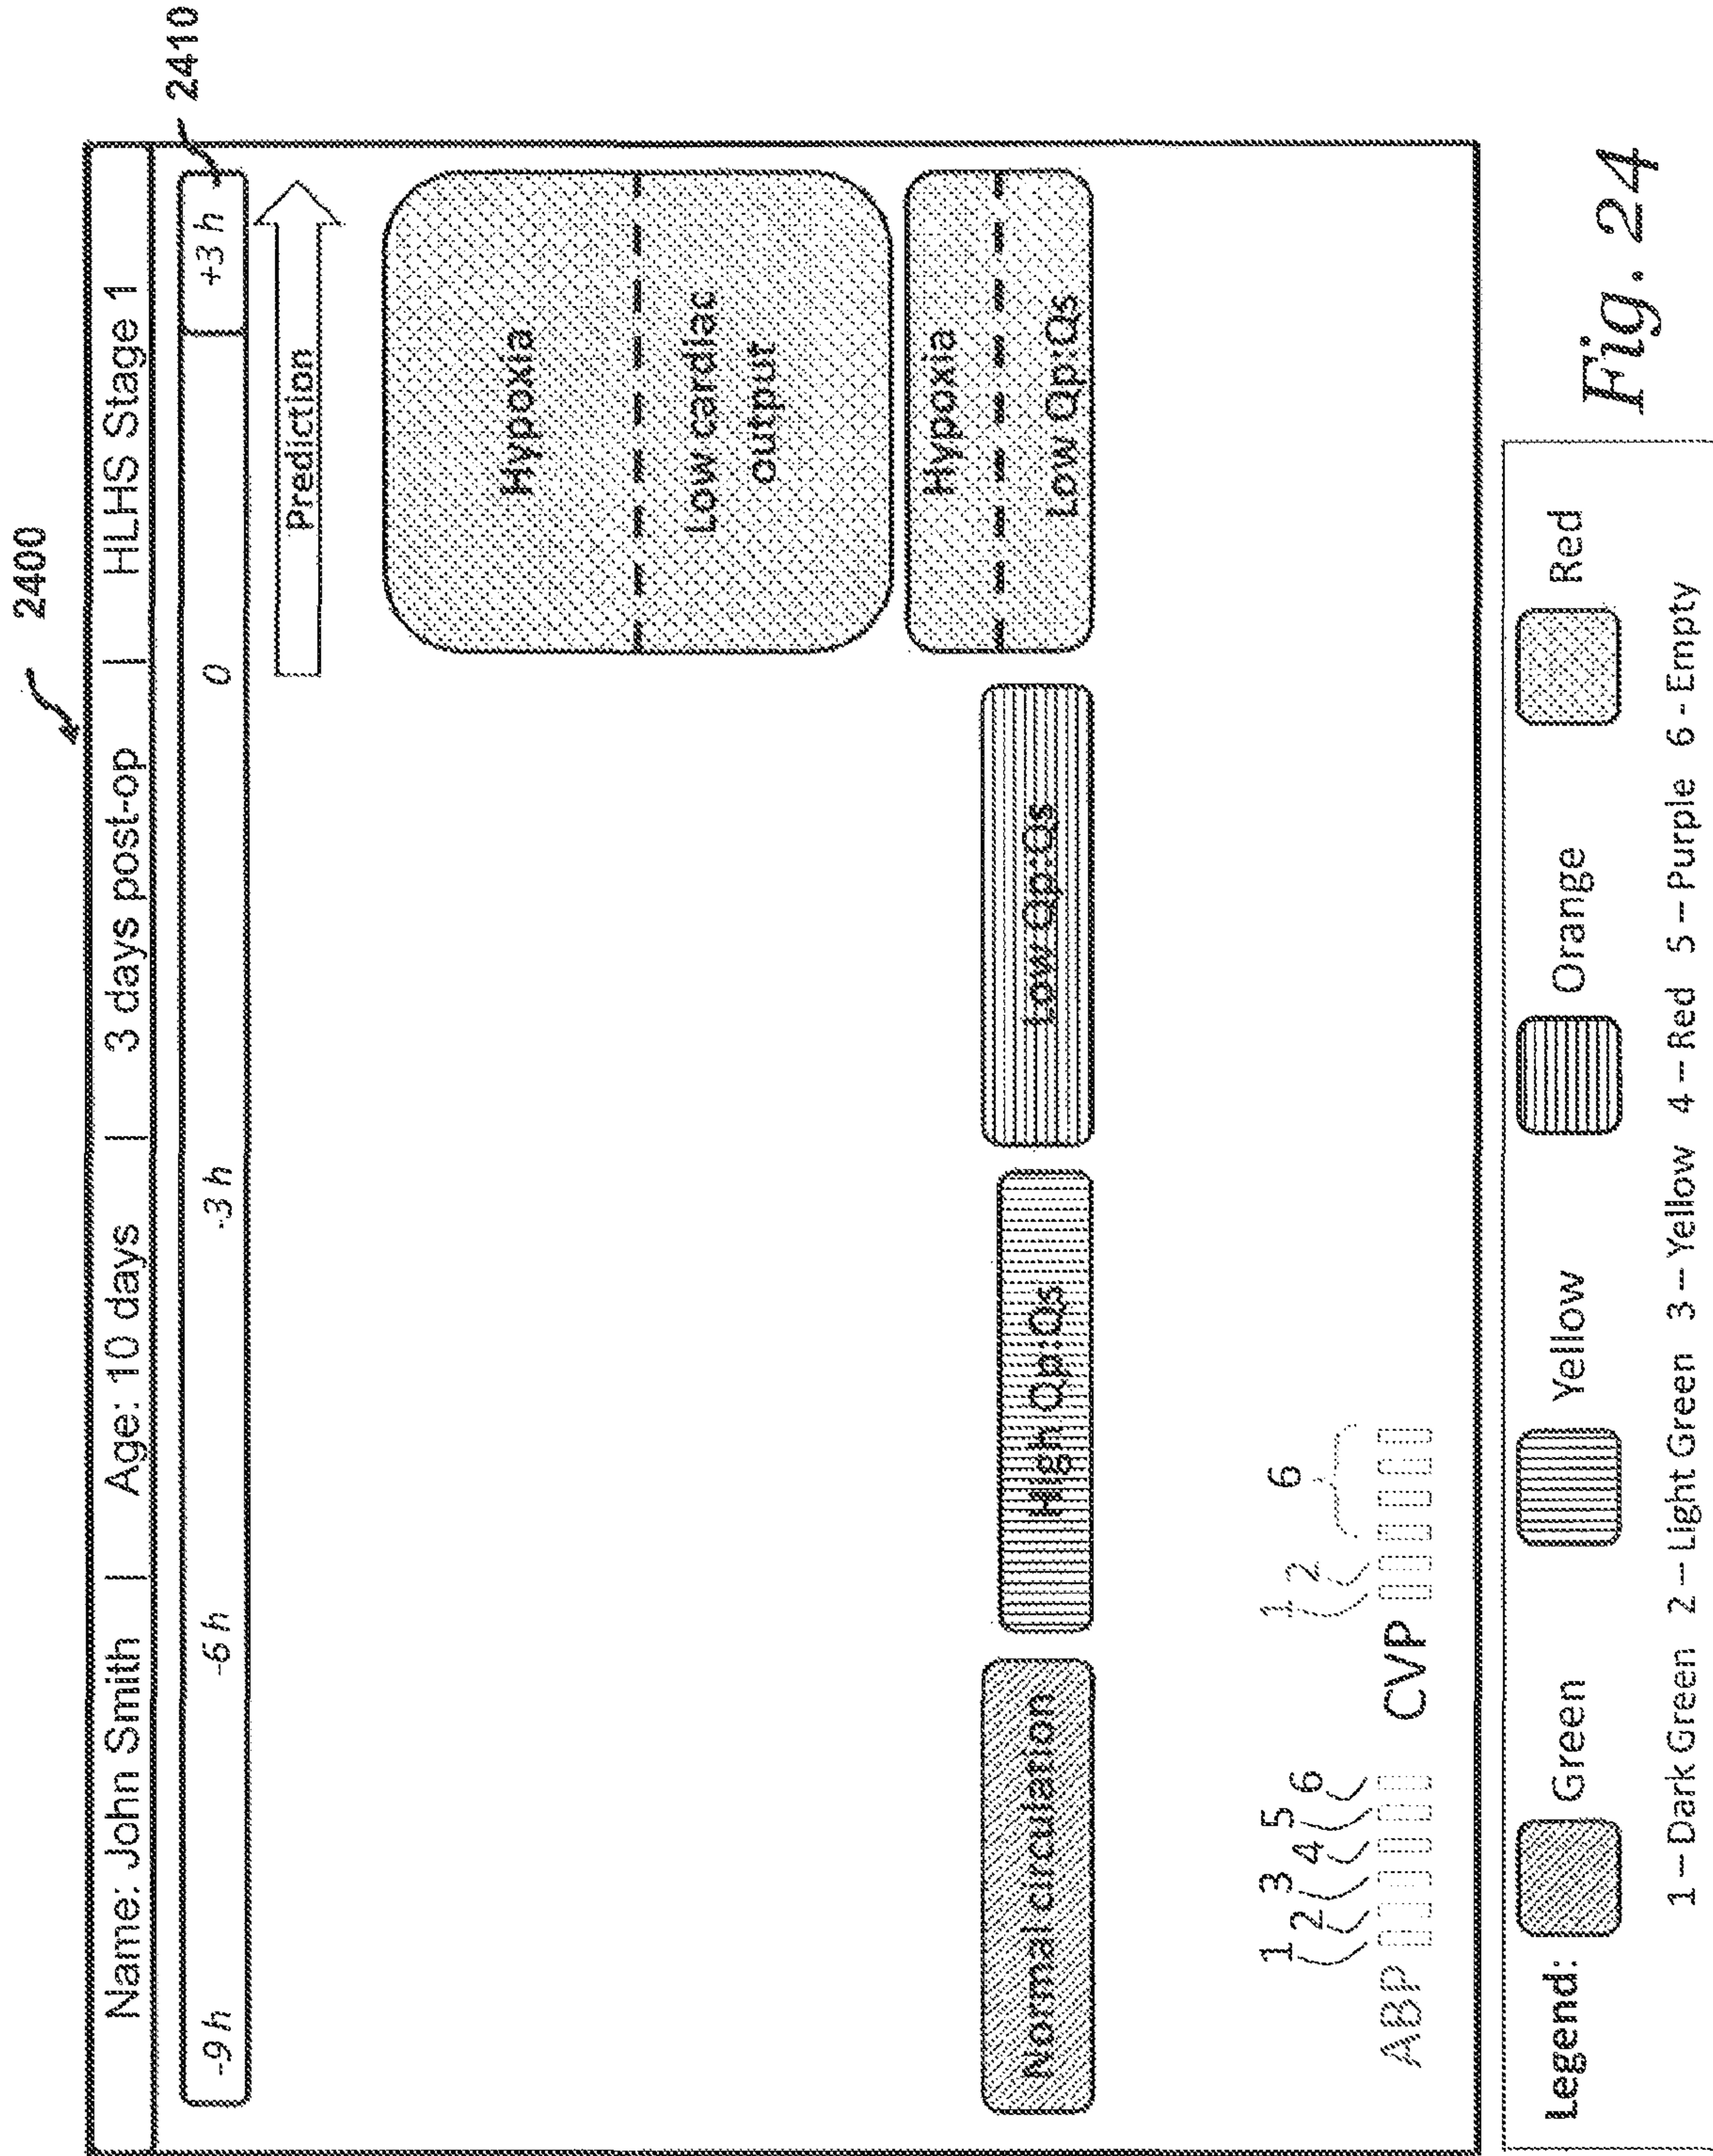 2400
Name: John Smith | Age: 10 days | 3 days post-op | HLHS Stage 1
-9 h -6 h -3 h 0 +3 h
2410
Prediction
Hypoxia
Low cardiac
output
Normal circulation High Qp:Qs Low Qp:Qs
Hypoxia
Low Qp:Qs
1 2 3 4 5 6 1 2 6
ABP CVP
Legend: Green Yellow Orange Red
1 – Dark Green 2 – Light Green 3 – Yellow 4 – Red 5 – Purple 6 - Empty
Fig. 24